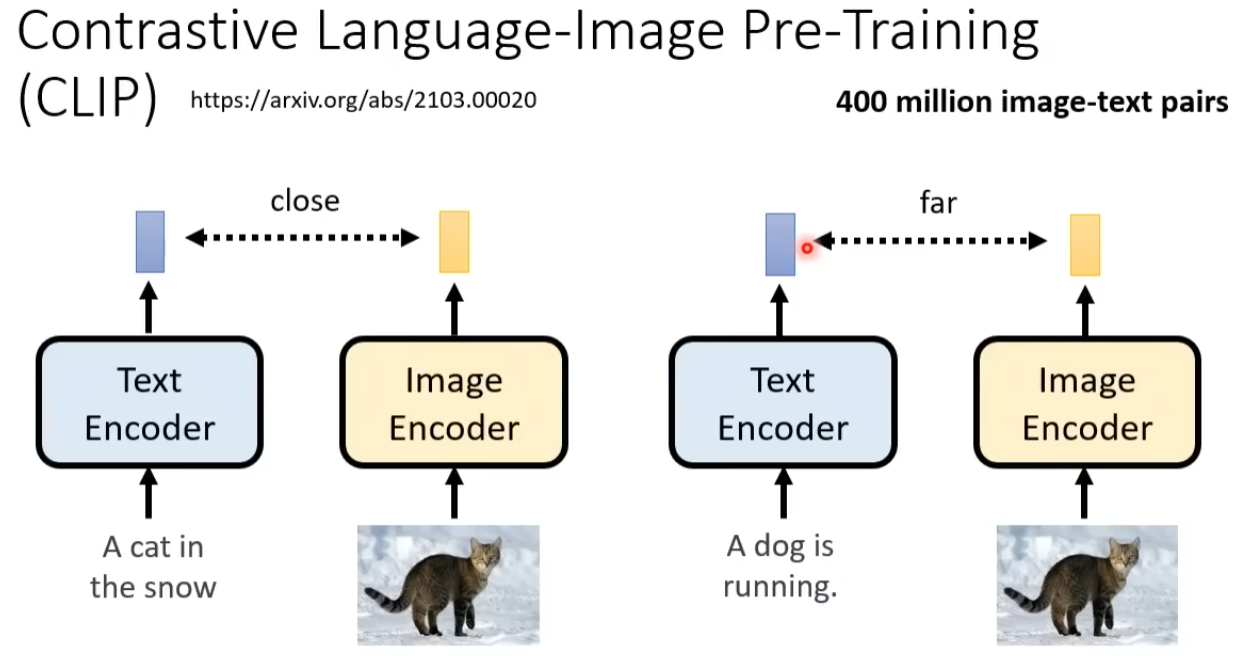 Contrastive Language-Image Pre-Training
(CLIP) https://arxiv.org/abs/2103.00020 400 million image-text pairs
close far
Text Encoder Image Encoder Text Encoder Image Encoder
A cat in
the snow
A dog is
running.